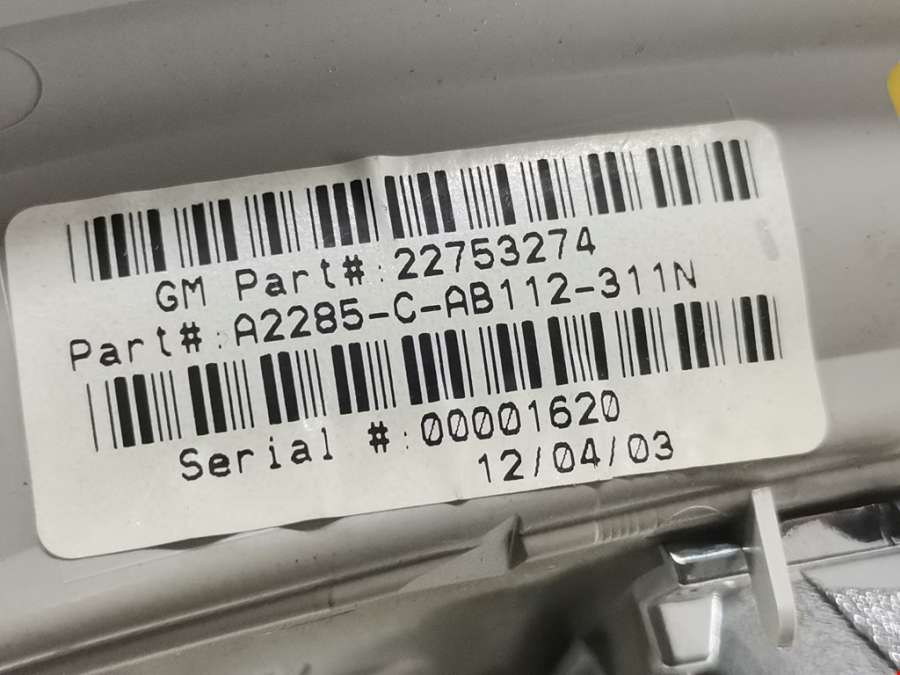 GM Part#:22753274
Part#:A2285-C-AB112-311N
Serial #:00001620
12/04/03